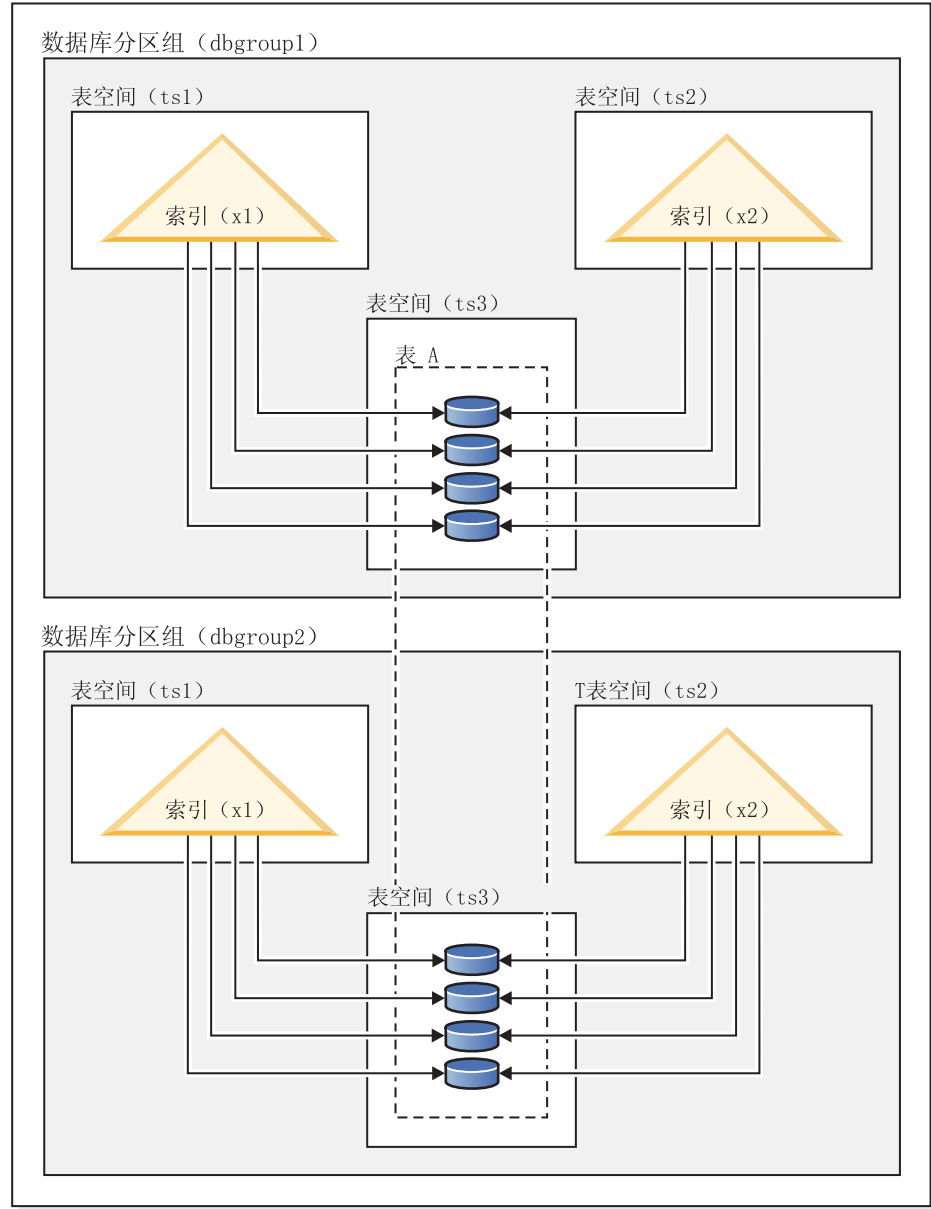 数据库分区组（dbgroup1）
表空间（ts1）
表空间（ts2）
索引（x1）
索引（x2）
表空间（ts3）
表 A
数据库分区组（dbgroup2）
表空间（ts1）
T表空间（ts2）
索引（x1）
索引（x2）
表空间（ts3）